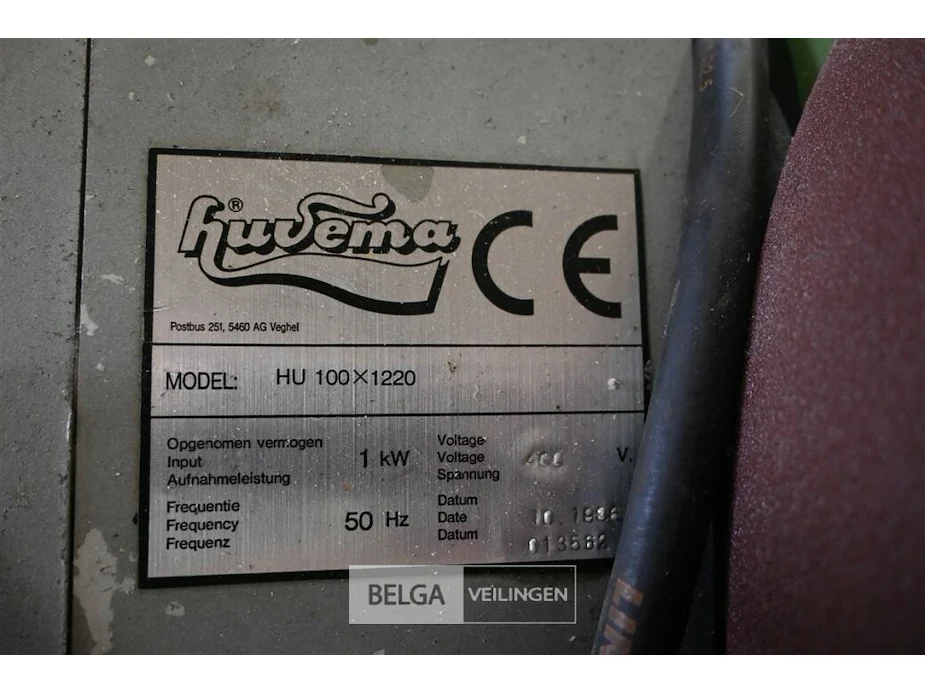 huvema®
CE
Postbus 251, 5460 AG Veghel
MODEL: HU 100×1220
Opgenomen vermogen
Input
Aufnahmeleistung
1 kW
Voltage
Voltage
Spannung
V.
Frequentie
Frequency
Frequenz
50 Hz
Datum
Date
Datum
013562
BELGA VEILINGEN